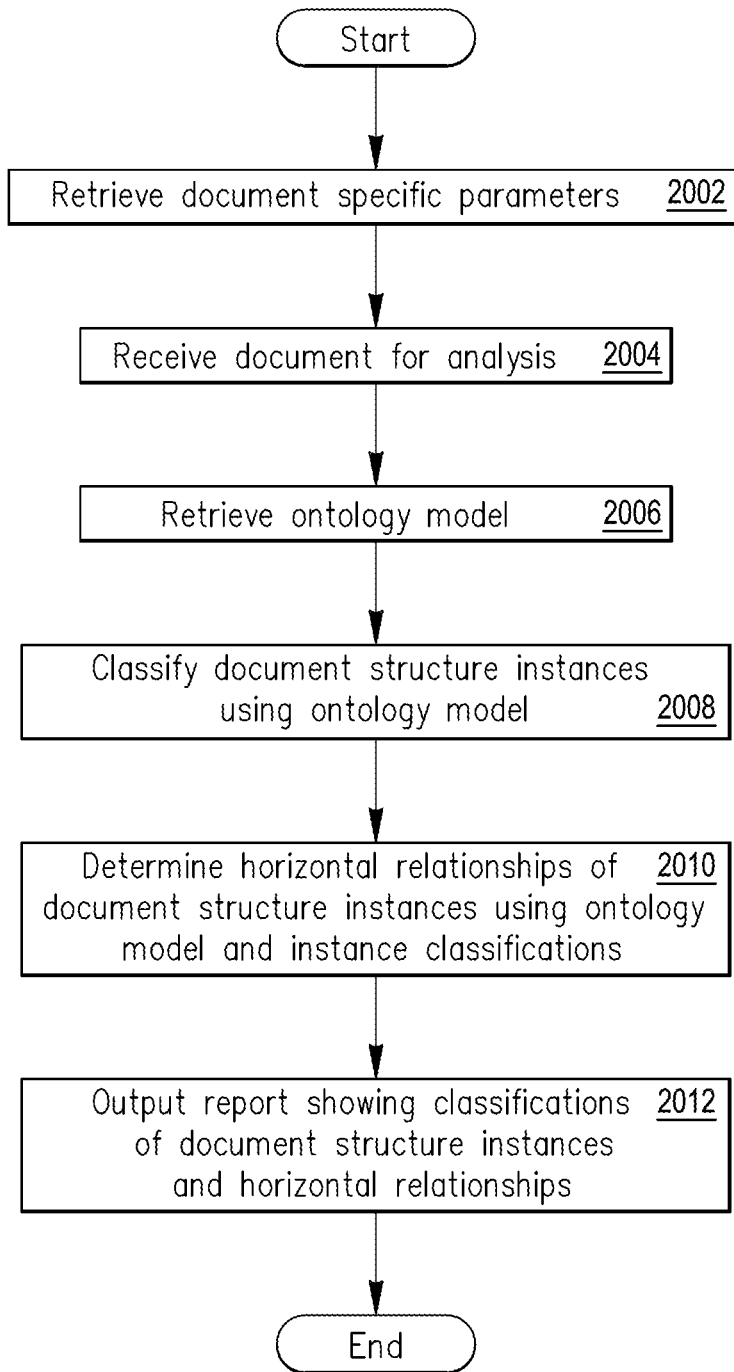 Start
Retrieve document specific parameters 2002
Receive document for analysis 2004
Retrieve ontology model 2006
Classify document structure instances
using ontology model 2008
Determine horizontal relationships of 2010
document structure instances using ontology
model and instance classifications
Output report showing classifications 2012
of document structure instances
and horizontal relationships
End